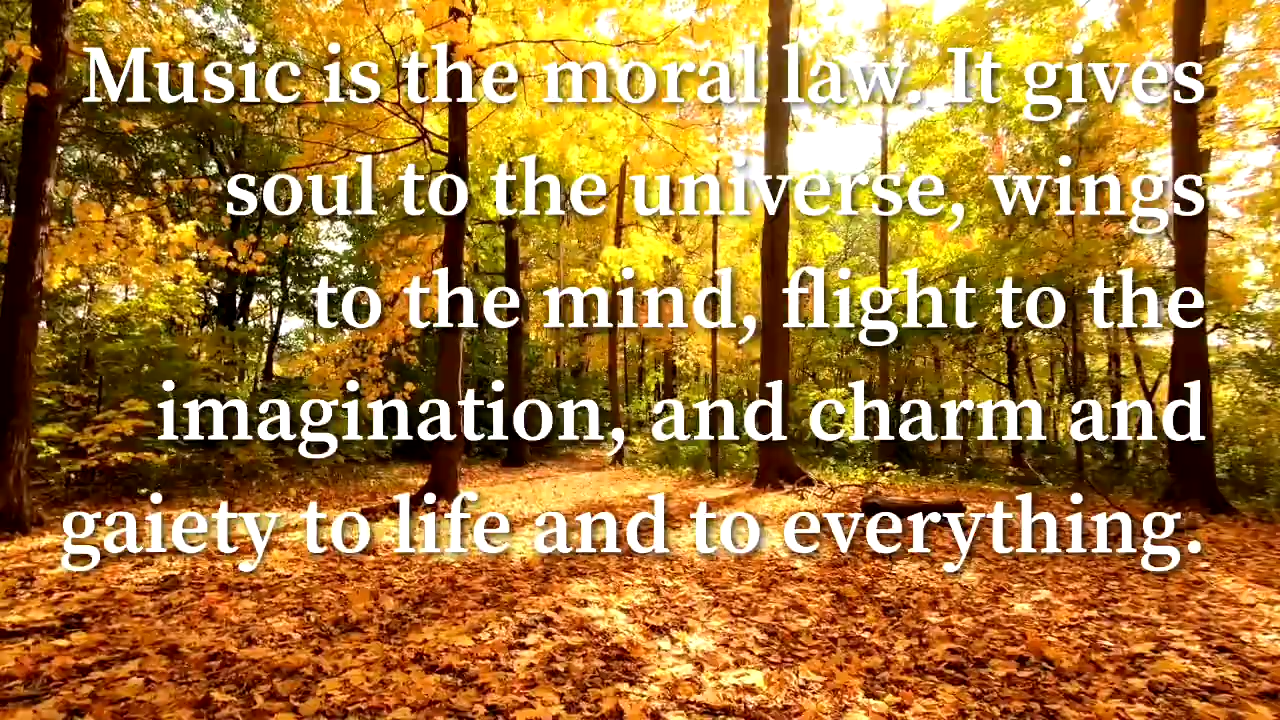 Music is the moral law. It gives
soul to the universe, wings
to the mind, flight to the
imagination, and charm and
gaiety to life and to everything.